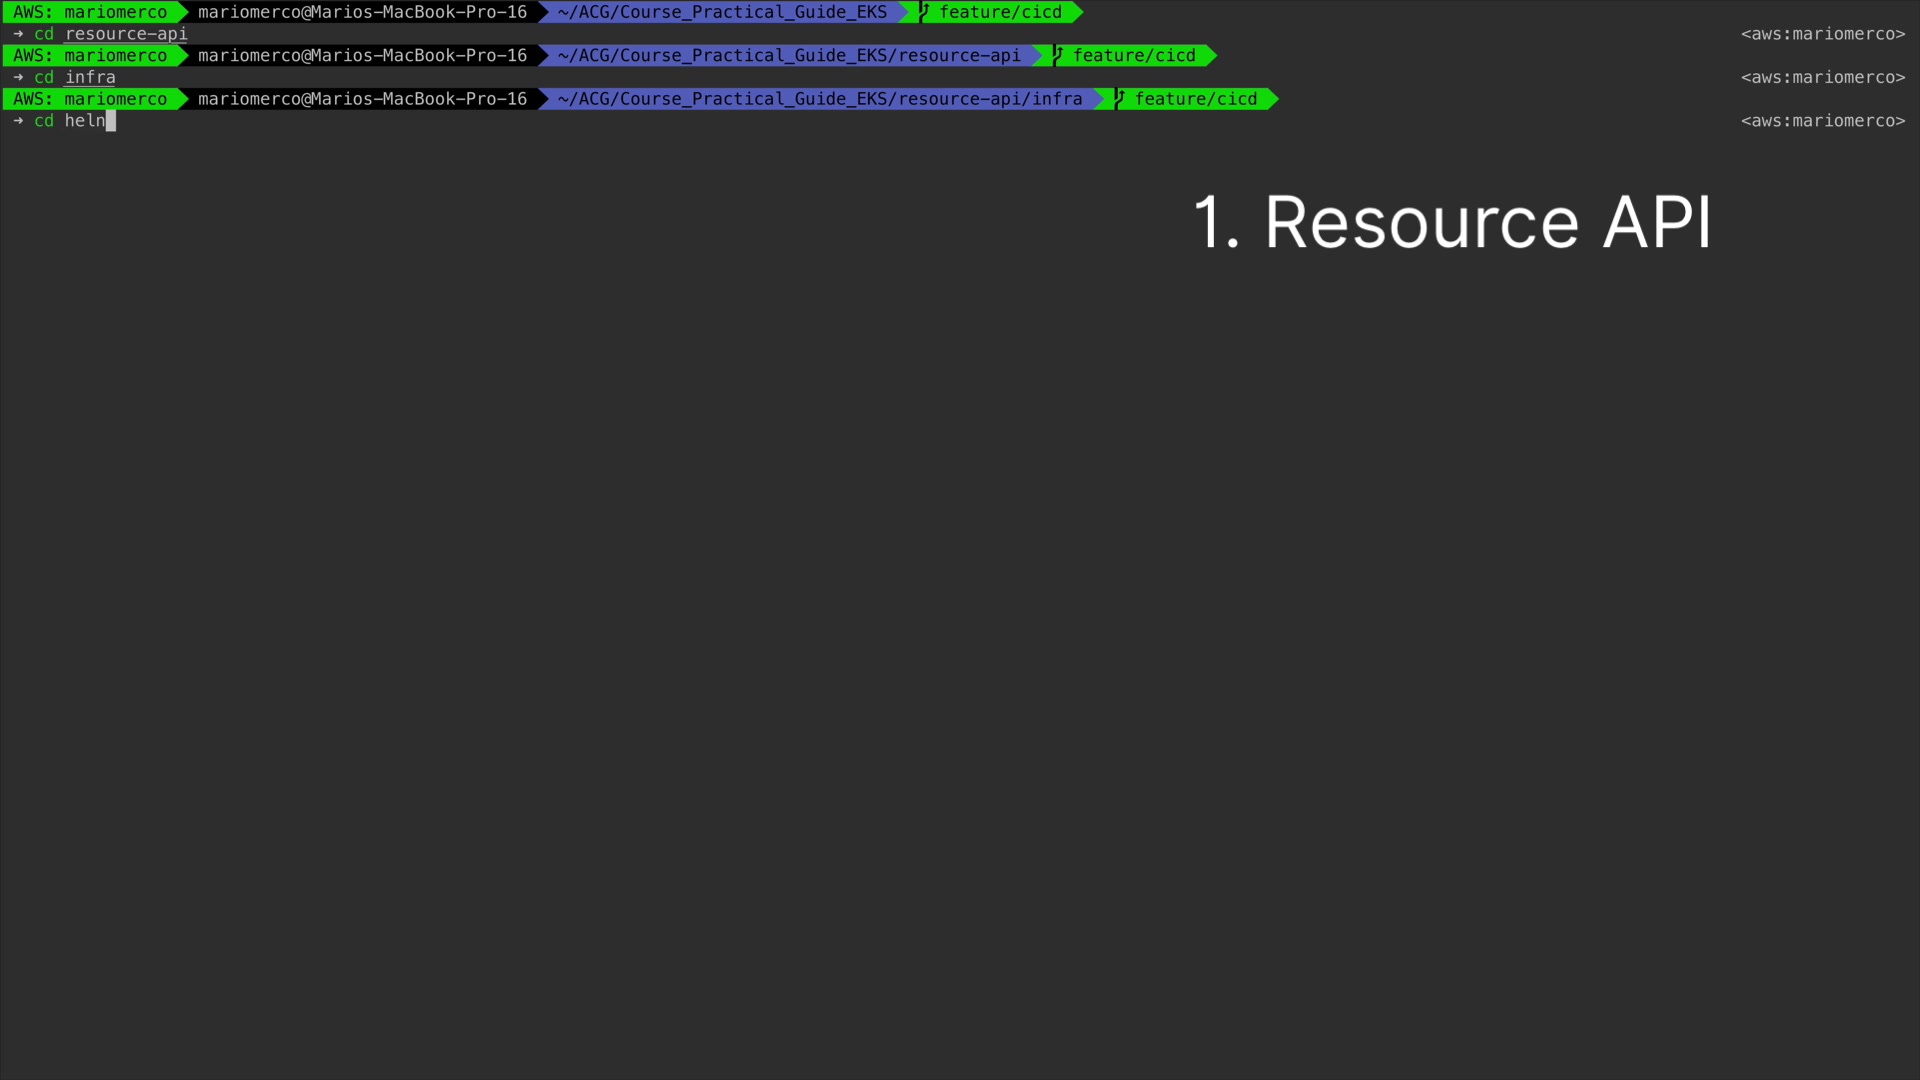 AWS: mariomerco mariomerco@Marios-MacBook-Pro-16 ~/ACG/Course_Practical_Guide_EKS feature/cicd
→ cd resource-api <aws:mariomerco>
AWS: mariomerco mariomerco@Marios-MacBook-Pro-16 ~/ACG/Course_Practical_Guide_EKS/resource-api feature/cicd
→ cd infra <aws:mariomerco>
AWS: mariomerco mariomerco@Marios-MacBook-Pro-16 ~/ACG/Course_Practical_Guide_EKS/resource-api/infra feature/cicd
→ cd heln <aws:mariomerco>
1. Resource API